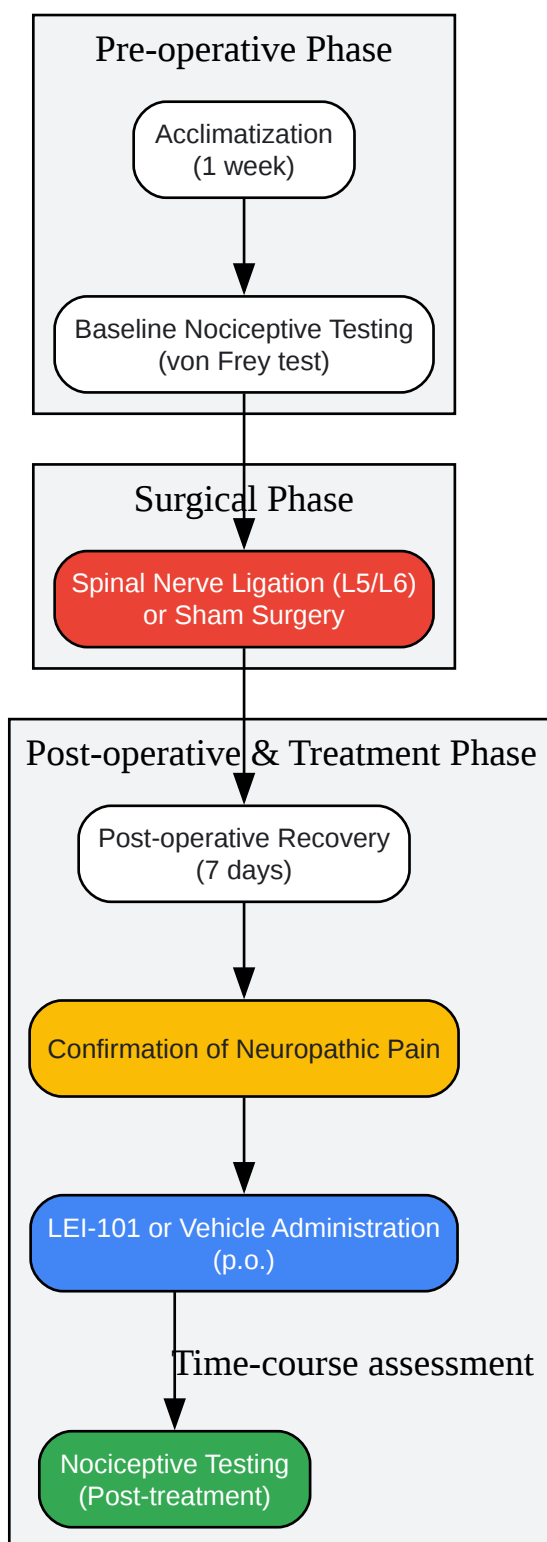 Pre-operative Phase
Acclimatization
(1 week)
Baseline Nociceptive Testing
(von Frey test)
Surgical Phase
Spinal Nerve Ligation (L5/L6)
or Sham Surgery
Post-operative & Treatment Phase
Post-operative Recovery
(7 days)
Confirmation of Neuropathic Pain
LEI-101 or Vehicle Administration
(p.o.)
Time-course assessment
Nociceptive Testing
(Post-treatment)